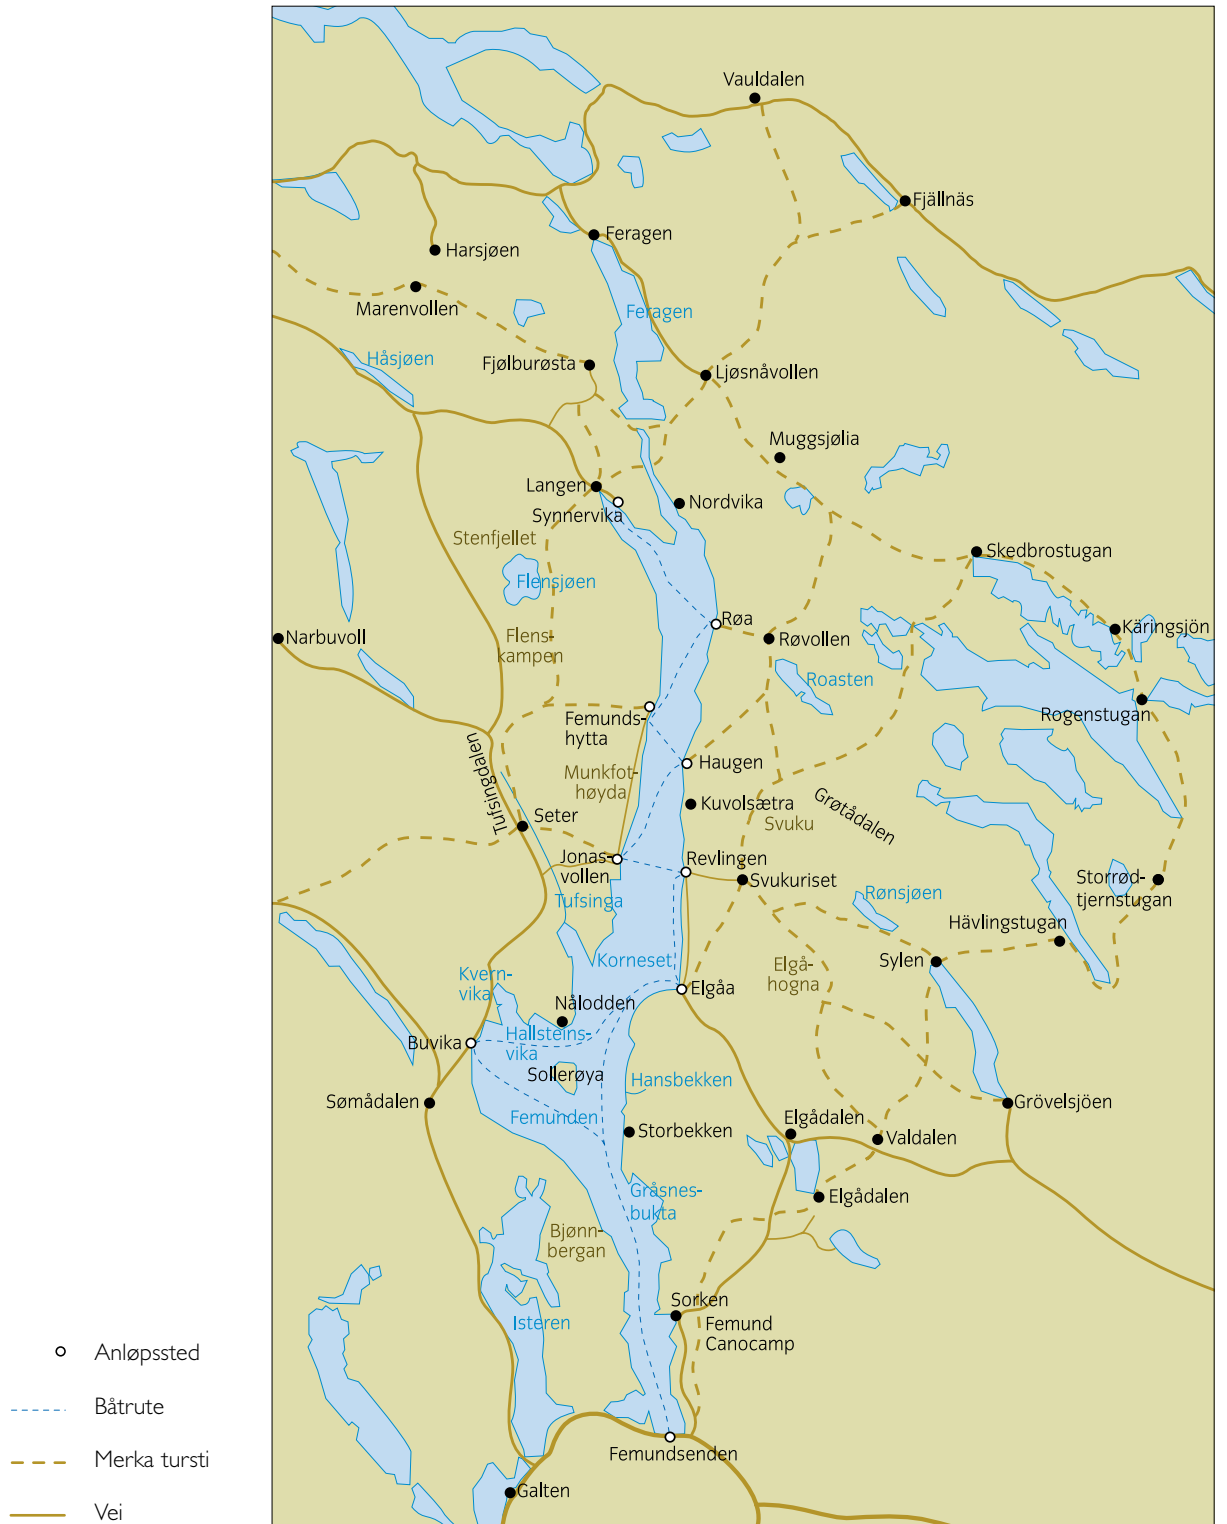 Vauldalen
Fjällnäs
Feragen
Harsjøen
Marenvollen
Feragen
Håsjøen
Fjølburøsta
Ljøsnåvollen
Muggsjølia
Langen
Nordvika
Synnervika
Stenfjellet
Skedbrostugan
Flensjøen
Røa
Käringsjön
Narbuvoll
Flens-
kampen
Røvollen
Roasten
Rogenstugan
Femunds-
hytta
Tufsingdalen
Munkfot-
høyda
Haugen
Kuvolsætra
Grøtådalen
Seter
Svuku
Jonas-
vollen
Revlingen
Svukuriset
Storrød-
tjernstugan
Tufsinga
Rønsjøen
Hävlingstugan
Kvern-
vika
Korneset
Elgå-
hogna
Sylen
Elgåa
Nålodden
Buvika
Hallsteins-
vika
Sollerøya
Hansbekken
Sømådalen
Femunden
Elgådalen
Grövelsjöen
Storbekken
Valdalen
Gråsnes-
bukta
Elgådalen
Bjønn-
bergan
Isteren
Sorken
Femund
Canocamp
Femundsenden
Galten
Anløpssted
Båtrute
Merka tursti
Vei